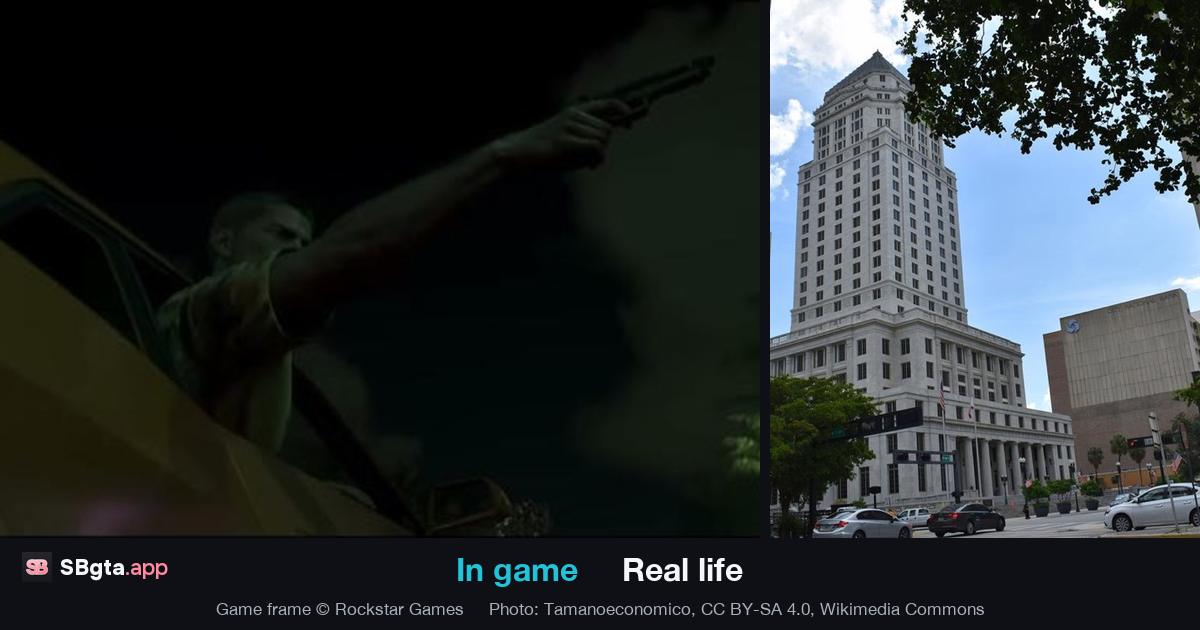 SB SBgta.app
In game Real life
Game frame © Rockstar Games Photo: Tamanoeconomico, CC BY-SA 4.0, Wikimedia Commons